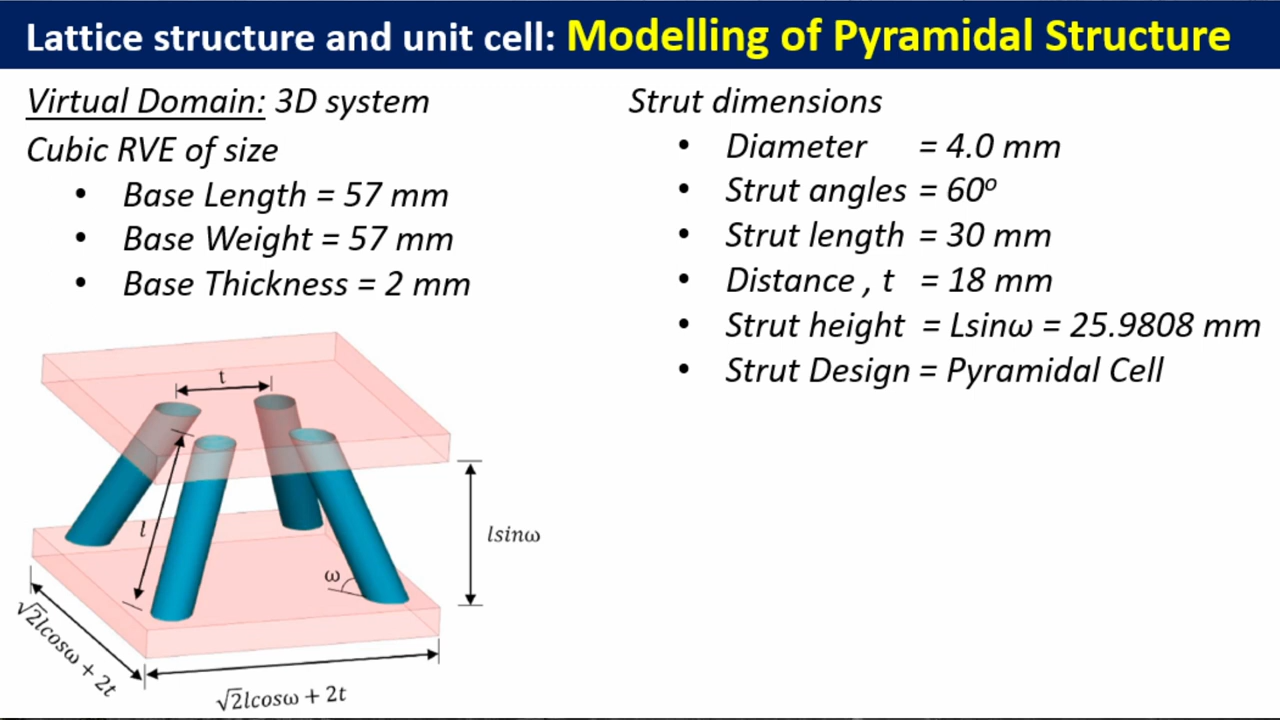 Lattice structure and unit cell: Modelling of Pyramidal Structure
Virtual Domain: 3D system
Cubic RVE of size
• Base Length = 57 mm
• Base Weight = 57 mm
• Base Thickness = 2 mm
Strut dimensions
• Diameter = 4.0 mm
• Strut angles = 60⁰
• Strut length = 30 mm
• Distance , t = 18 mm
• Strut height = Lsinω = 25.9808 mm
• Strut Design = Pyramidal Cell
t
l
ω
lsinω
√2lcosω + 2t
√2lcosω + 2t